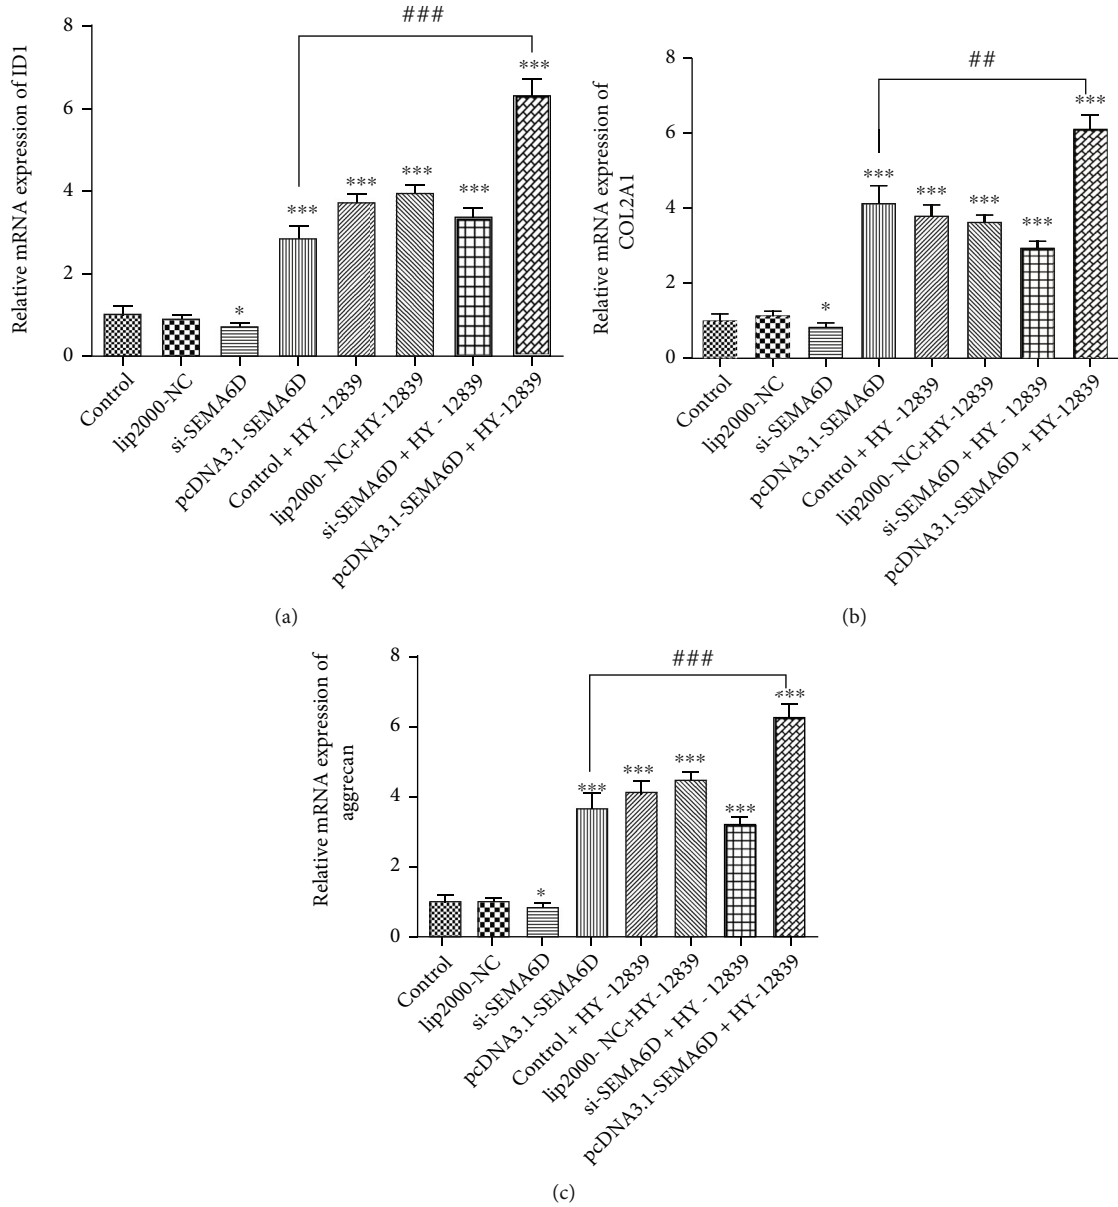 Relative mRNA expression of ID1
8
6
4
2
0
###
***
***
***
***
***
*
Control
lip2000-NC
si-SEMA6D
pcDNA3.1-SEMA6D
Control + HY -12839
lip2000- NC+HY-12839
si-SEMA6D + HY - 12839
pcDNA3.1-SEMA6D + HY-12839
(a)
Relative mRNA expression of
COL2A1
8
6
4
2
0
##
***
***
***
***
***
*
Control
lip2000-NC
si-SEMA6D
pcDNA3.1-SEMA6D
Control + HY -12839
lip2000- NC+HY-12839
si-SEMA6D + HY - 12839
pcDNA3.1-SEMA6D + HY-12839
(b)
Relative mRNA expression of
aggrecan
8
6
4
2
0
###
***
***
***
***
***
*
Control
lip2000-NC
si-SEMA6D
pcDNA3.1-SEMA6D
Control + HY -12839
lip2000- NC+HY-12839
si-SEMA6D + HY - 12839
pcDNA3.1-SEMA6D + HY-12839
(c)